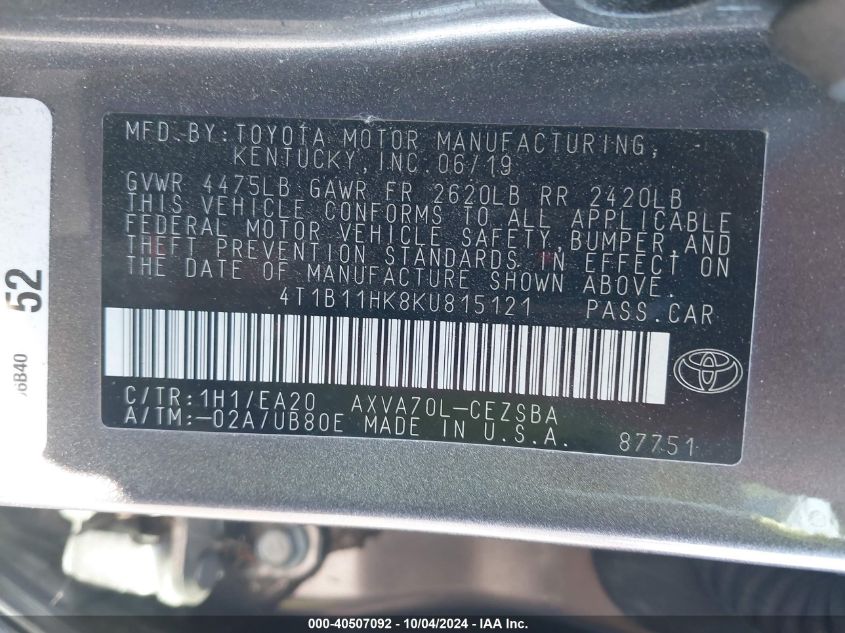 MFD. BY: TOYOTA MOTOR MANUFACTURING,
KENTUCKY, INC. 06/19
GVWR 4475LB GAWR FR 2620LB RR 2420LB
THIS VEHICLE CONFORMS TO ALL APPLICABLE
FEDERAL MOTOR VEHICLE SAFETY, BUMPER, AND
THEFT PREVENTION STANDARDS IN EFFECT ON
THE DATE OF MANUFACTURE SHOWN ABOVE.
4T1B11HK8KU815121 PASS. CAR
C/TR: 1H1/EA20 AXVA70L-CEZSBA
A/TM:-02A/UB80E MADE IN U.S.A. 87751
52
000-40507092 - 10/04/2024 - IAA Inc.